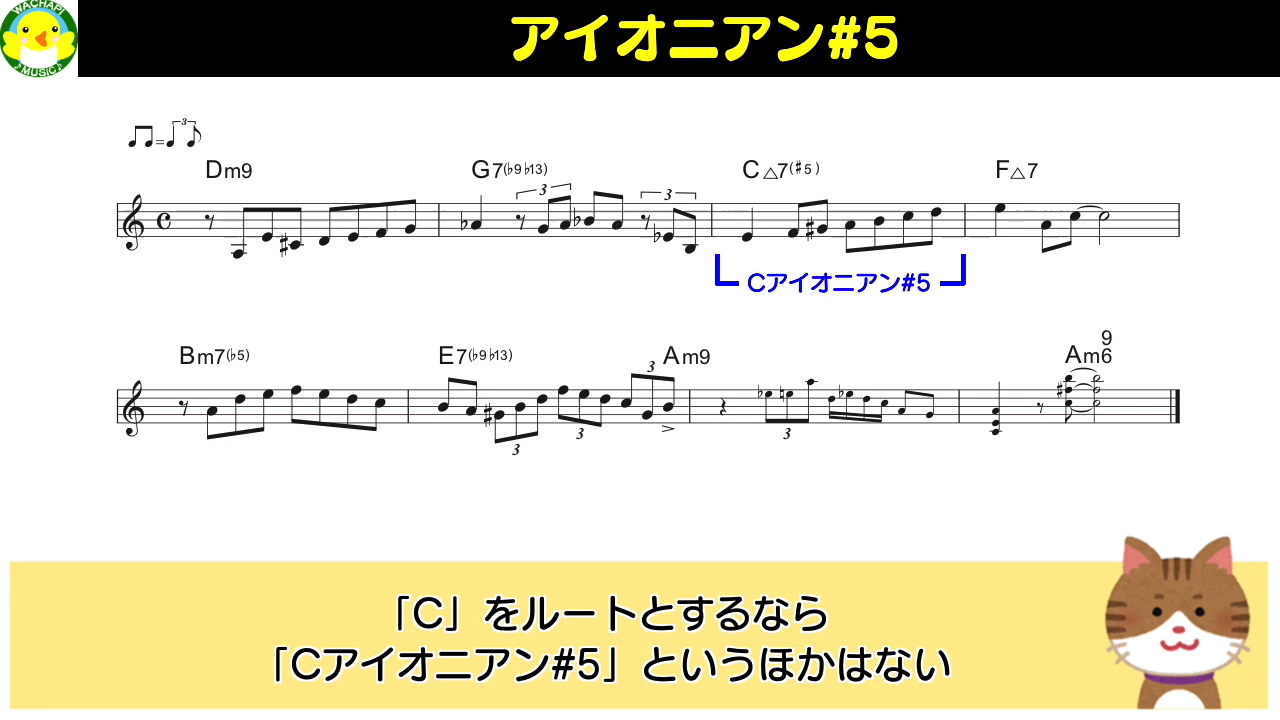 WACHAPI
♪MUSIC♪
アイオニアン#5
♫=♩♪ 3
Dm9 G7(♭9♭13) C△7(♯5) F△7
3 3
Cアイオニアン#5
Bm7(♭5) E7(♭9♭13) Am9 Am6 9
3 3 3 3
「C」をルートとするなら
「Cアイオニアン#5」というほかはない